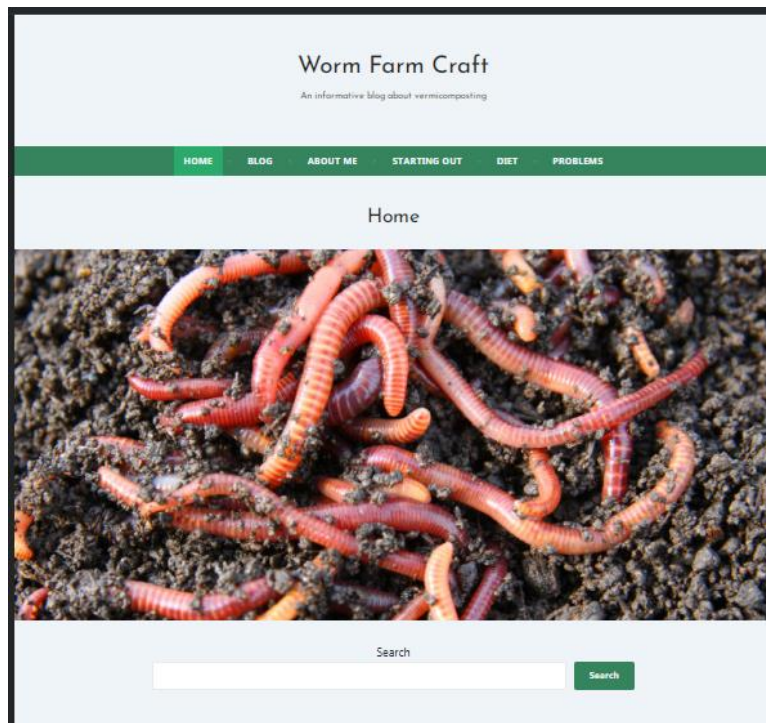 Worm Farm Craft
An informative blog about vermicomposting
HOME BLOG ABOUT ME STARTING OUT DIET PROBLEMS
Home
Search
Search